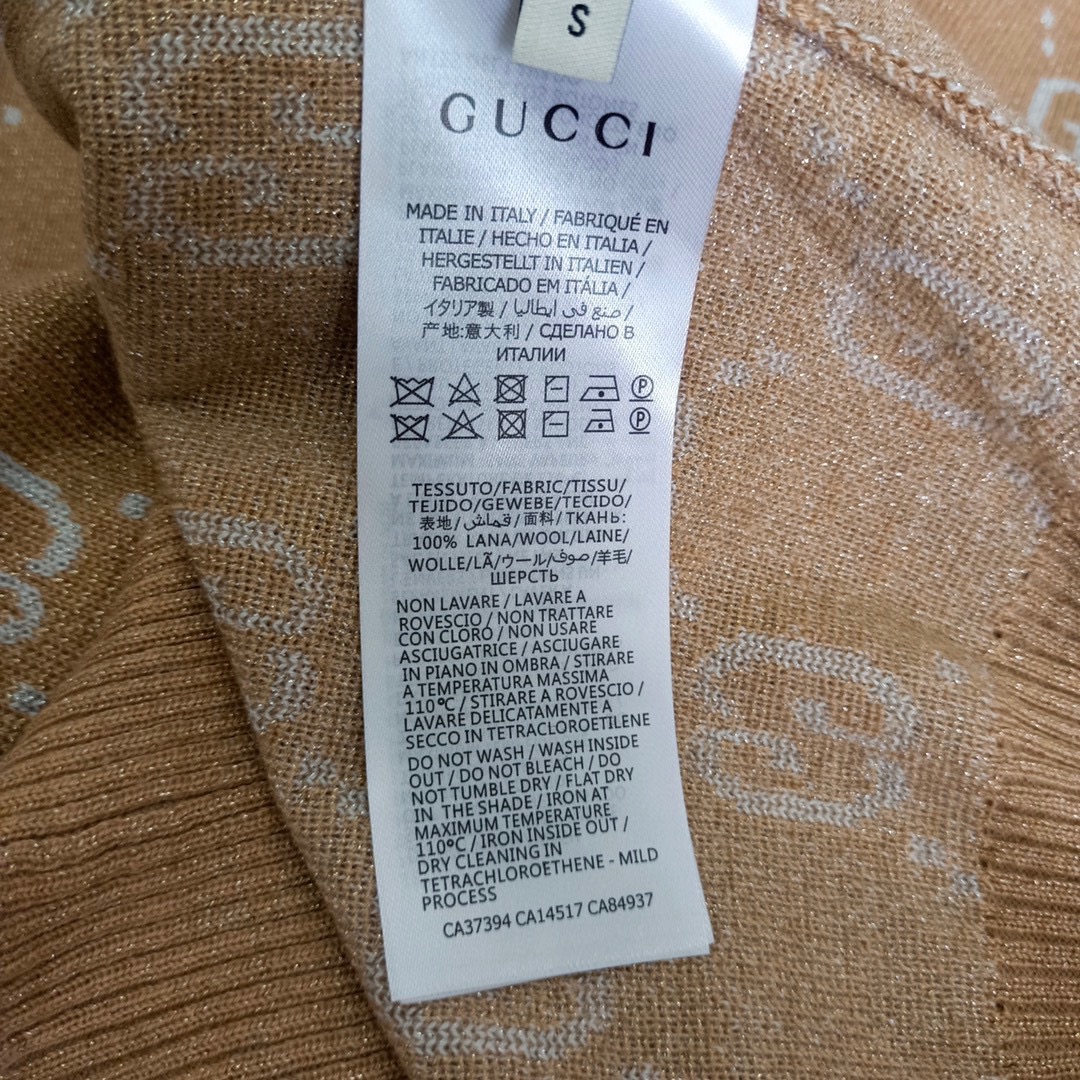 S
GUCCI
MADE IN ITALY / FABRIQUÉ EN
ITALIE / HECHO EN ITALIA /
HERGESTELLT IN ITALIEN /
FABRICADO EM ITÁLIA /
イタリア製 / صنع في ايطاليا /
产地:意大利 / СДЕЛАНО В
ИТАЛИИ
P
P
TESSUTO/FABRIC/TISSU/
TEJIDO/GEWEBE/TECIDO/
表地/قماش/面料/ТКАНЬ:
100% LANA/WOOL/LAINE/
WOLLE/LÃ/ウール/صوف/羊毛/
ШЕРСТЬ
NON LAVARE / LAVARE A
ROVESCIO / NON TRATTARE
CON CLORO / NON USARE
ASCIUGATRICE / ASCIUGARE
IN PIANO IN OMBRA / STIRARE
A TEMPERATURA MASSIMA
110°C / STIRARE A ROVESCIO /
LAVARE DELICATAMENTE A
SECCO IN TETRACLOROETILENE
DO NOT WASH / WASH INSIDE
OUT / DO NOT BLEACH / DO
NOT TUMBLE DRY / FLAT DRY
IN THE SHADE / IRON AT
MAXIMUM TEMPERATURE
110°C / IRON INSIDE OUT /
DRY CLEANING IN
TETRACHLOROETHENE - MILD
PROCESS
CA37394 CA14517 CA84937